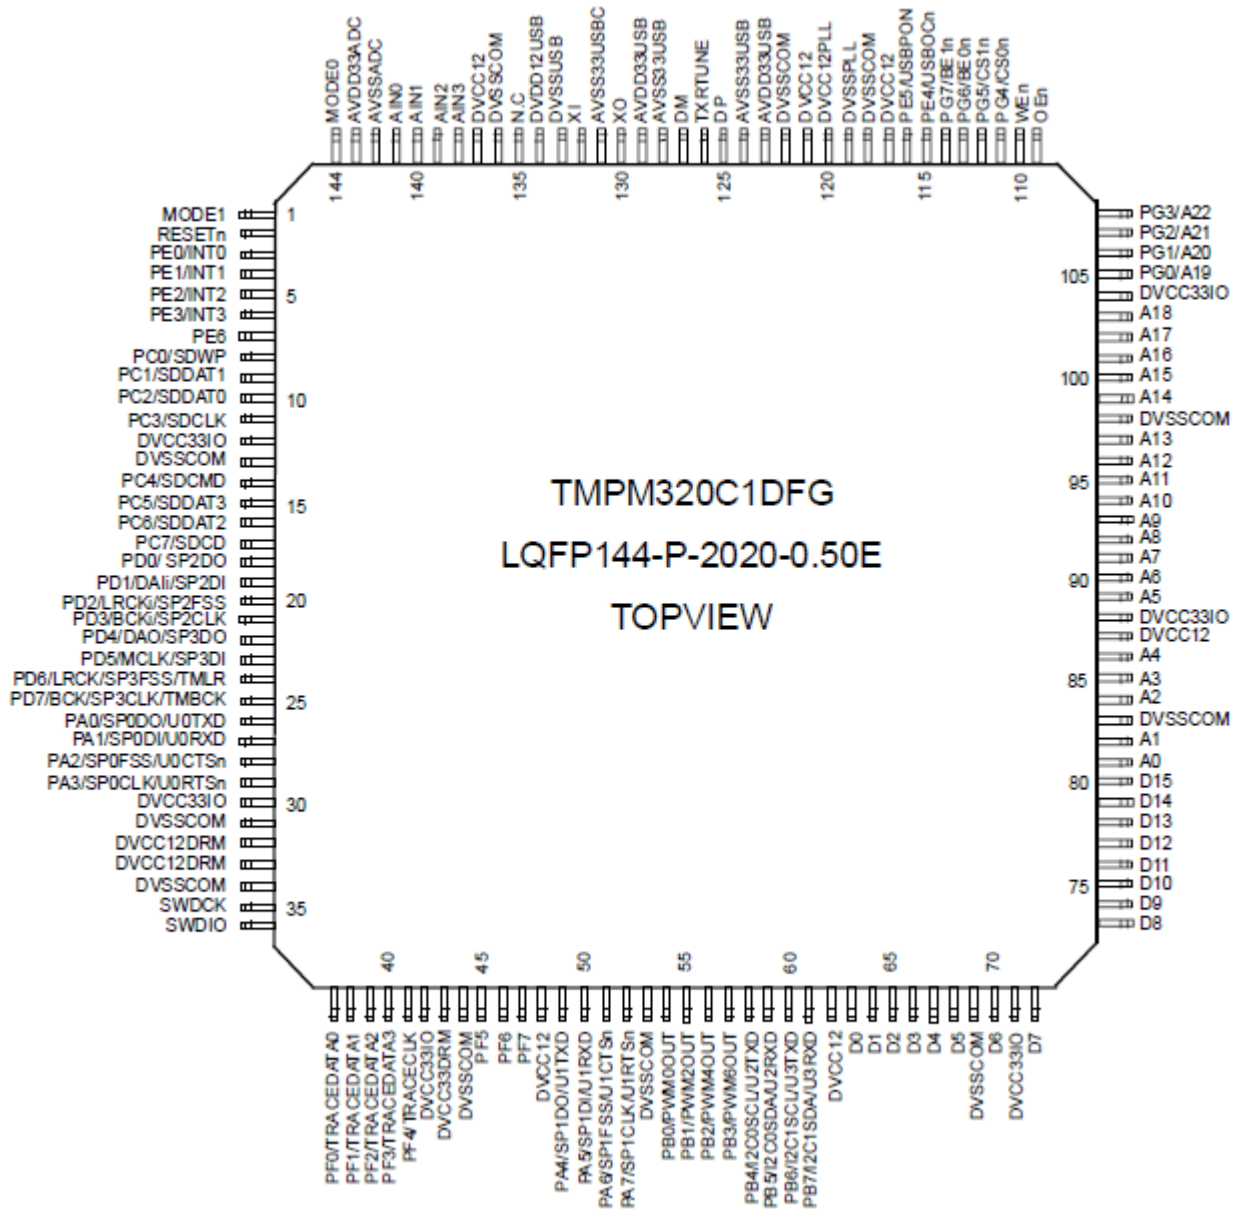 MODE0
AVDD33ADC
AVSSADC
AIN0
AIN1
AIN2
AIN3
DVCC12
DVSSCOM
N.C
DVDD12USB
DVSSUSB
XI
AVSS33USBC
XO
AVDD33USB
AVSS33USB
DM
TXRTUNE
DP
AVSS33USB
AVDD33USB
DVSSCOM
DVCC12
DVCC12PLL
DVSSPLL
DVSSCOM
DVCC12
PE5/USBPON
PE4/USBOCn
PG7/BE1n
PG6/BE0n
PG5/CS1n
PG4/CS0n
WEn
OEn
144
140
135
130
125
120
115
110
MODE1
RESETn
PE0/INT0
PE1/INT1
PE2/INT2
PE3/INT3
PE6
PC0/SDWP
PC1/SDDAT1
PC2/SDDAT0
PC3/SDCLK
DVCC33IO
DVSSCOM
PC4/SDCMD
PC5/SDDAT3
PC6/SDDAT2
PC7/SDCD
PD0/ SP2DO
PD1/DAIi/SP2DI
PD2/LRCKi/SP2FSS
PD3/BCKi/SP2CLK
PD4/DAO/SP3DO
PD5/MCLK/SP3DI
PD6/LRCK/SP3FSS/TMLR
PD7/BCK/SP3CLK/TMBCK
PA0/SP0DO/U0TXD
PA1/SP0DI/U0RXD
PA2/SP0FSS/U0CTSn
PA3/SP0CLK/U0RTSn
DVCC33IO
DVSSCOM
DVCC12DRM
DVCC12DRM
DVSSCOM
SWDCK
SWDIO
1
5
10
15
20
25
30
35
TMPM320C1DFG
LQFP144-P-2020-0.50E
TOPVIEW
105
100
95
90
85
80
75
PG3/A22
PG2/A21
PG1/A20
PG0/A19
DVCC33IO
A18
A17
A16
A15
A14
DVSSCOM
A13
A12
A11
A10
A9
A8
A7
A6
A5
DVCC33IO
DVCC12
A4
A3
A2
DVSSCOM
A1
A0
D15
D14
D13
D12
D11
D10
D9
D8
40
45
50
55
60
65
70
PF0/TRACEDATA0
PF1/TRACEDATA1
PF2/TRACEDATA2
PF3/TRACEDATA3
PF4/TRACECLK
DVCC33IO
DVCC33DRM
DVSSCOM
PF5
PF6
PF7
DVCC12
PA4/SP1DO/U1TXD
PA5/SP1DI/U1RXD
PA6/SP1FSS/U1CTSn
PA7/SP1CLK/U1RTSn
DVSSCOM
PB0/PWM0OUT
PB1/PWM2OUT
PB2/PWM4OUT
PB3/PWM6OUT
PB4/I2C0SCL/U2TXD
PB5/I2C0SDA/U2RXD
PB6/I2C1SCL/U3TXD
PB7/I2C1SDA/U3RXD
DVCC12
D0
D1
D2
D3
D4
D5
DVSSCOM
D6
DVCC33IO
D7